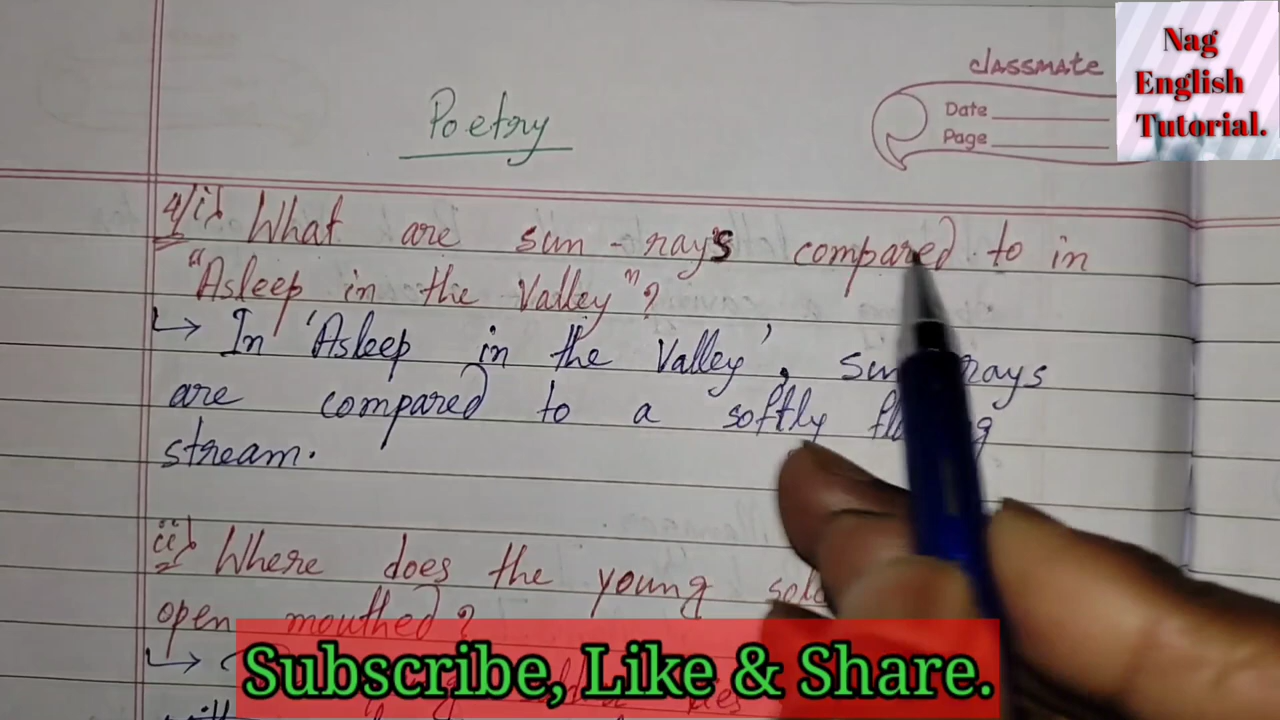 Nag
English
Tutorial.
classmate
Date
Page
Poetry
4/i) What are sun-rays compared to in
"Asleep in the Valley"?
↳ In 'Asleep in the Valley', sun rays
are compared to a softly
stream.
ii) Where does the young
open mouthed?
Subscribe, Like & Share.